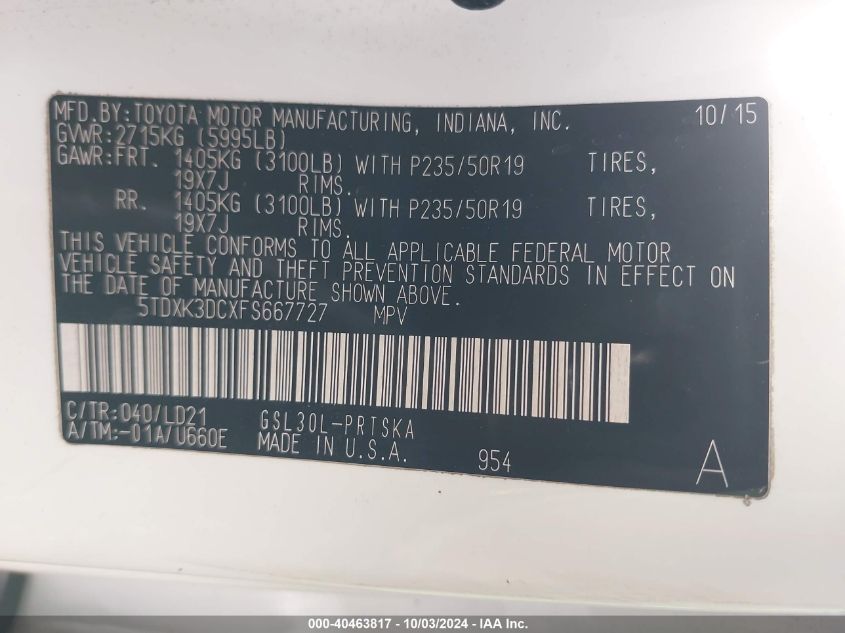 MFD.BY:TOYOTA MOTOR MANUFACTURING, INDIANA, INC. 10/15
GVWR:2715KG (5995LB)
GAWR:FRT. 1405KG (3100LB) WITH P235/50R19 TIRES,
19X7J RIMS.
RR. 1405KG (3100LB) WITH P235/50R19 TIRES,
19X7J RIMS.
THIS VEHICLE CONFORMS TO ALL APPLICABLE FEDERAL MOTOR
VEHICLE SAFETY AND THEFT PREVENTION STANDARDS IN EFFECT ON
THE DATE OF MANUFACTURE SHOWN ABOVE.
5TDXK3DCXFS667727 MPV
C/TR:040/LD21 GSL30L-PRTSKA
A/TM:-01A/U660E MADE IN U.S.A. 954 A
000-40463817 - 10/03/2024 - IAA Inc.